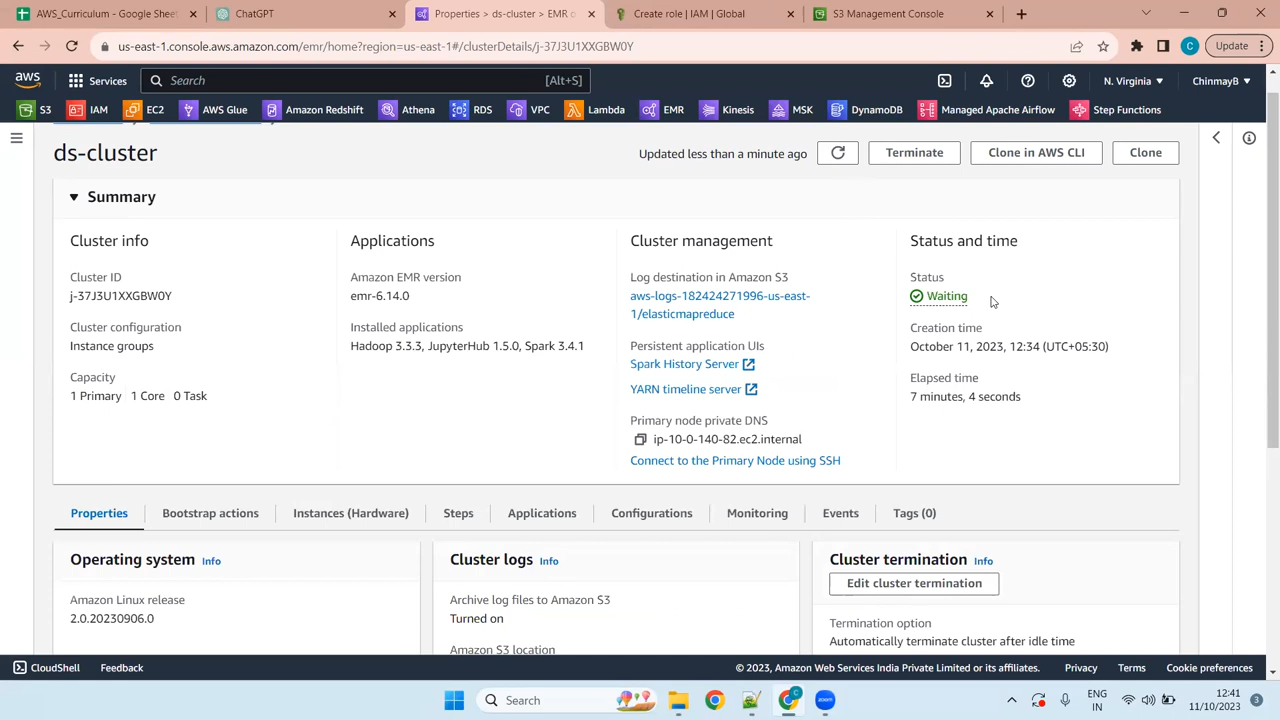 AWS_Curriculum - Google Sheet
ChatGPT
Properties > ds-cluster > EMR o
Create role | IAM | Global
S3 Management Console
us-east-1.console.aws.amazon.com/emr/home?region=us-east-1#/clusterDetails/j-37J3U1XXGBW0Y
C
Update
aws
Services
Search
[Alt+S]
N. Virginia
ChinmayB
S3
IAM
EC2
AWS Glue
Amazon Redshift
Athena
RDS
VPC
Lambda
EMR
Kinesis
MSK
DynamoDB
Managed Apache Airflow
Step Functions
ds-cluster
Updated less than a minute ago
Terminate
Clone in AWS CLI
Clone
Summary
Cluster info
Cluster ID
j-37J3U1XXGBW0Y
Cluster configuration
Instance groups
Capacity
1 Primary 1 Core 0 Task
Applications
Amazon EMR version
emr-6.14.0
Installed applications
Hadoop 3.3.3, JupyterHub 1.5.0, Spark 3.4.1
Cluster management
Log destination in Amazon S3
aws-logs-182424271996-us-east-
1/elasticmapreduce
Persistent application UIs
Spark History Server
YARN timeline server
Primary node private DNS
ip-10-0-140-82.ec2.internal
Connect to the Primary Node using SSH
Status and time
Status
Waiting
Creation time
October 11, 2023, 12:34 (UTC+05:30)
Elapsed time
7 minutes, 4 seconds
Properties
Bootstrap actions
Instances (Hardware)
Steps
Applications
Configurations
Monitoring
Events
Tags (0)
Operating system Info
Amazon Linux release
2.0.20230906.0
Cluster logs Info
Archive log files to Amazon S3
Turned on
Amazon S3 location
Cluster termination Info
Edit cluster termination
Termination option
Automatically terminate cluster after idle time
CloudShell
Feedback
© 2023, Amazon Web Services India Private Limited or its affiliates.
Privacy
Terms
Cookie preferences
Search
C
zoom
ENG
IN
12:41
11/10/2023
3